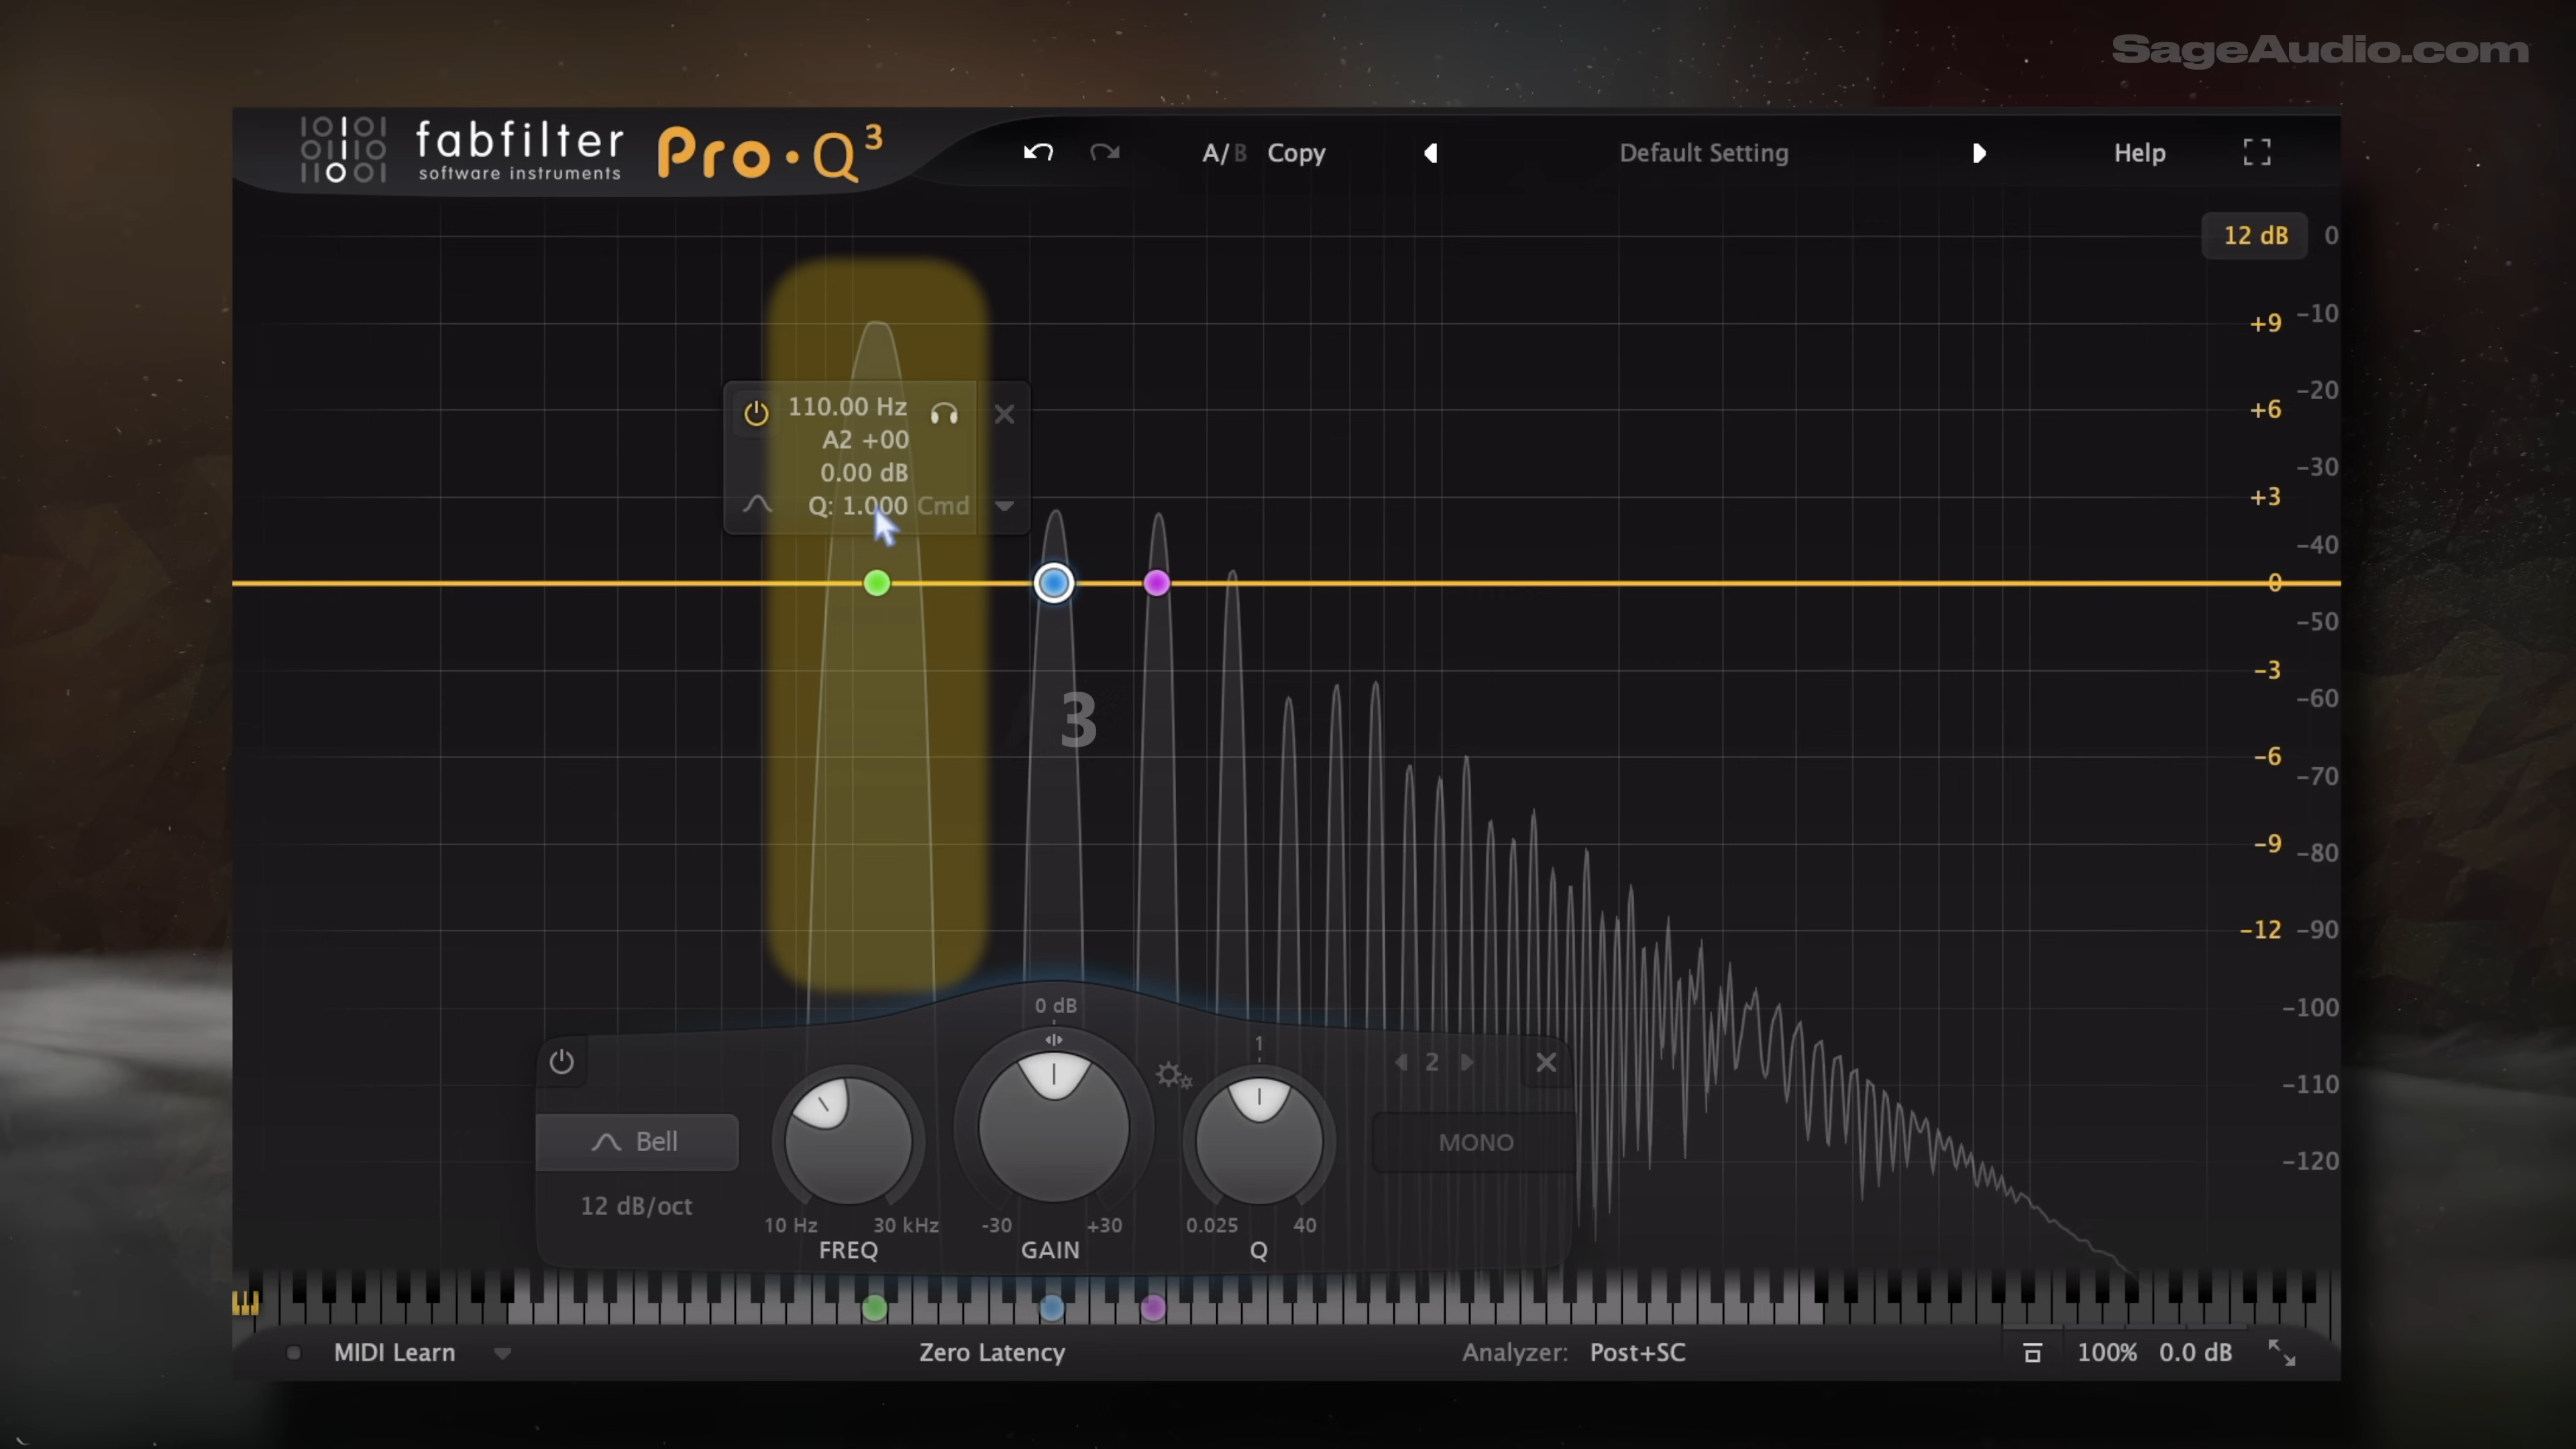 SageAudio.com
fabfilter
software instruments
Pro·Q³
A/B Copy
Default Setting
Help
12 dB
0
+9
-10
-20
+6
-30
+3
-40
0
-50
-3
-60
-6
-70
-9
-80
-12
-90
-100
-110
-120
110.00 Hz
A2 +00
0.00 dB
Q: 1.000 Cmd
3
0 dB
1
2
Bell
MONO
12 dB/oct
10 Hz
30 kHz
-30
+30
0.025
40
FREQ
GAIN
Q
MIDI Learn
Zero Latency
Analyzer: Post+SC
100%
0.0 dB